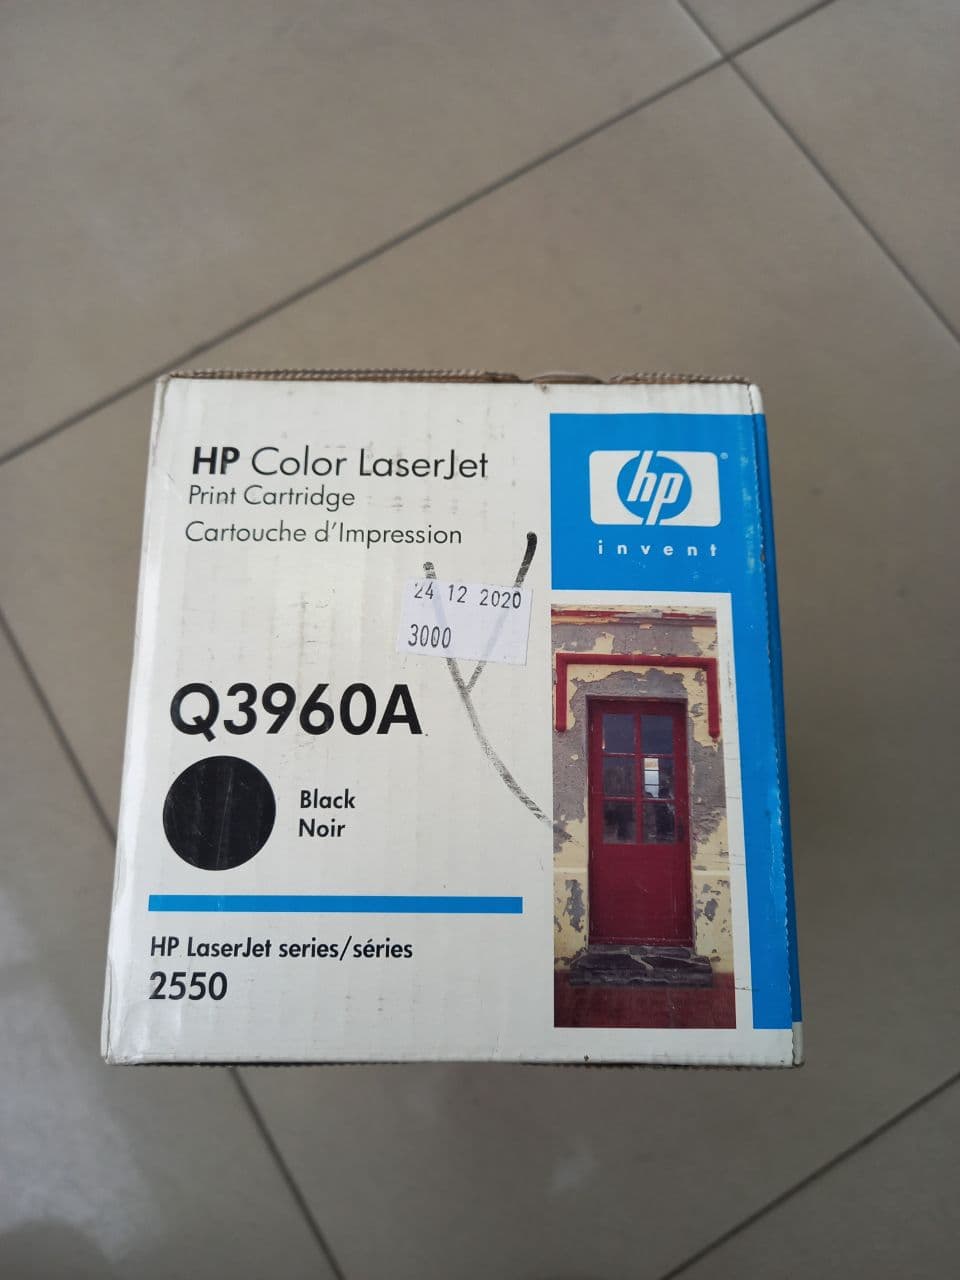 HP Color LaserJet
Print Cartridge
Cartouche d'Impression
hp
®
invent
24 12 2020
3000
Q3960A
Black
Noir
HP LaserJet series/séries
2550